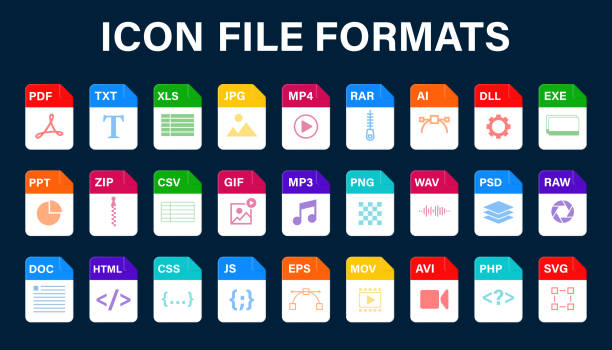 ICON FILE FORMATS
PDF TXT XLS JPG MP4 RAR AI DLL EXE
T
PPT ZIP CSV GIF MP3 PNG WAV PSD RAW
DOC HTML CSS JS EPS MOV AVI PHP SVG
</> {...} {;} <?>